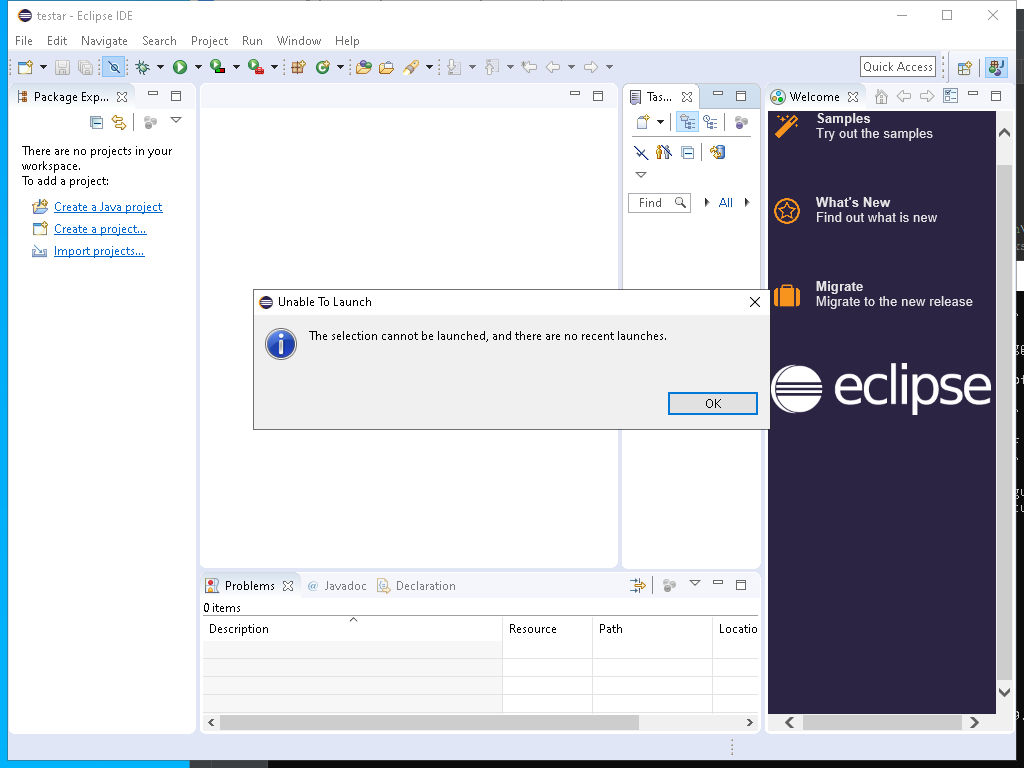 testar - Eclipse IDE
File Edit Navigate Search Project Run Window Help
Quick Access
Package Exp...
There are no projects in your
workspace.
To add a project:
Create a Java project
Create a project...
Import projects...
Tas...
Find
All
Welcome
Samples
Try out the samples
What's New
Find out what is new
Migrate
Migrate to the new release
eclipse
Unable To Launch
The selection cannot be launched, and there are no recent launches.
OK
Problems @ Javadoc Declaration
0 items
Description Resource Path Locatio